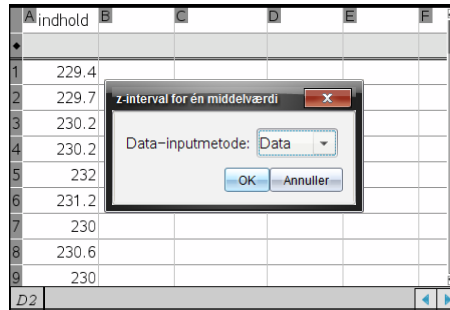 A indhold B C D E F
1 229.4
2 229.7
3 230.2
4 230.2
5 232
6 231.2
7 230
8 230.6
9 230
z-interval for én middelværdi x
Data-inputmetode: Data
OK Annuller
D2